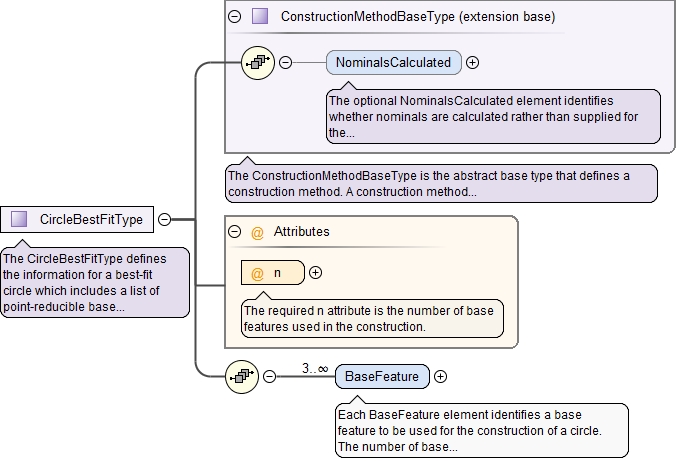 ConstructionMethodBaseType (extension base)
NominalsCalculated
The optional NominalsCalculated element identifies
whether nominals are calculated rather than supplied for
the...
The ConstructionMethodBaseType is the abstract base type that defines a
construction method. A construction method...
CircleBestFitType
The CircleBestFitType defines
the information for a best-fit
circle which includes a list of
point-reducible base...
@ Attributes
@ n
The required n attribute is the number of base
features used in the construction.
3..∞
BaseFeature
Each BaseFeature element identifies a base
feature to be used for the construction of a circle.
The number of base...